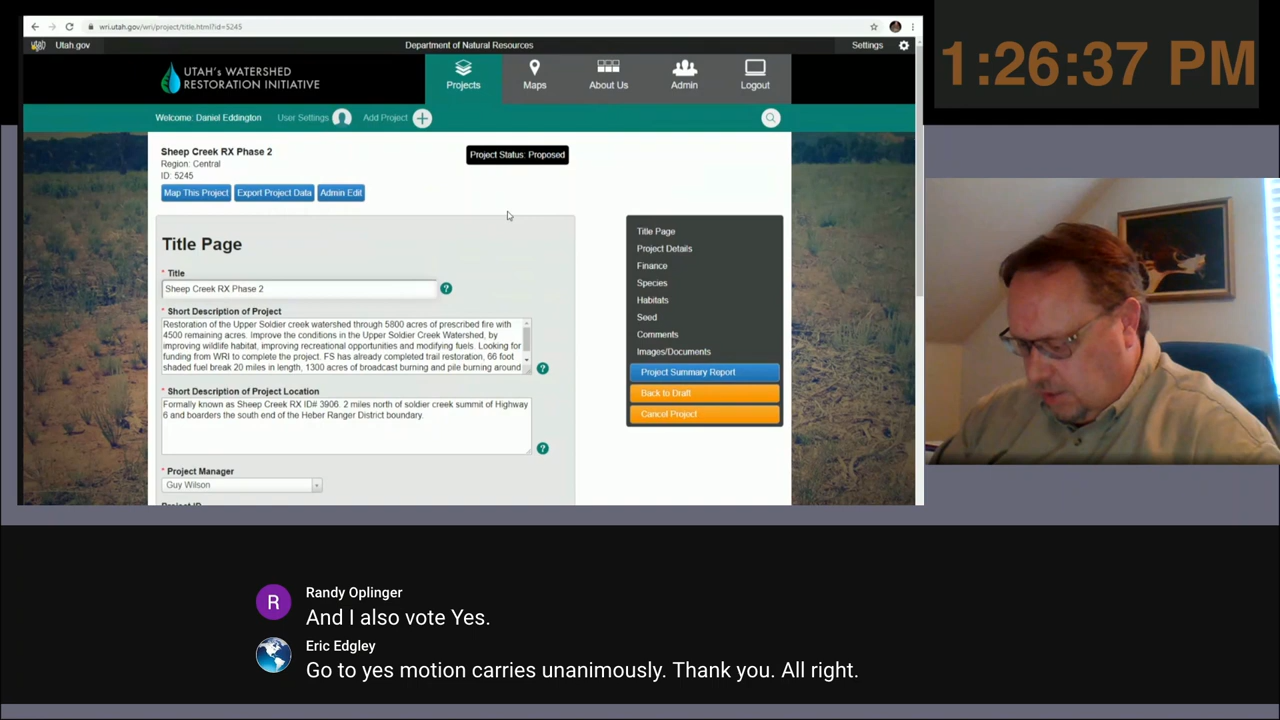 wri.utah.gov/wri/project/title.html?id=5245
Utah.gov
Department of Natural Resources
Settings
UTAH's WATERSHED
RESTORATION INITIATIVE
Projects
Maps
About Us
Admin
Logout
Welcome: Daniel Eddington
User Settings
Add Project
Sheep Creek RX Phase 2
Region: Central
ID: 5245
Project Status: Proposed
Map This Project
Export Project Data
Admin Edit
Title Page
* Title
Sheep Creek RX Phase 2
?
* Short Description of Project
Restoration of the Upper Soldier creek watershed through 5800 acres of prescribed fire with
4500 remaining acres. Improve the conditions in the Upper Soldier Creek Watershed, by
improving wildlife habitat, improving recreational opportunities and modifying fuels. Looking for
funding from WRI to complete the project. FS has already completed trail restoration, 66 foot
shaded fuel break 20 miles in length, 1300 acres of broadcast burning and pile burning around
?
* Short Description of Project Location
Formally known as Sheep Creek RX ID# 3906. 2 miles north of soldier creek summit of Highway
6 and boarders the south end of the Heber Ranger District boundary.
?
* Project Manager
Guy Wilson
Project ID
Title Page
Project Details
Finance
Species
Habitats
Seed
Comments
Images/Documents
Project Summary Report
Back to Draft
Cancel Project
1:26:37 PM
R
Randy Oplinger
And I also vote Yes.
Eric Edgley
Go to yes motion carries unanimously. Thank you. All right.